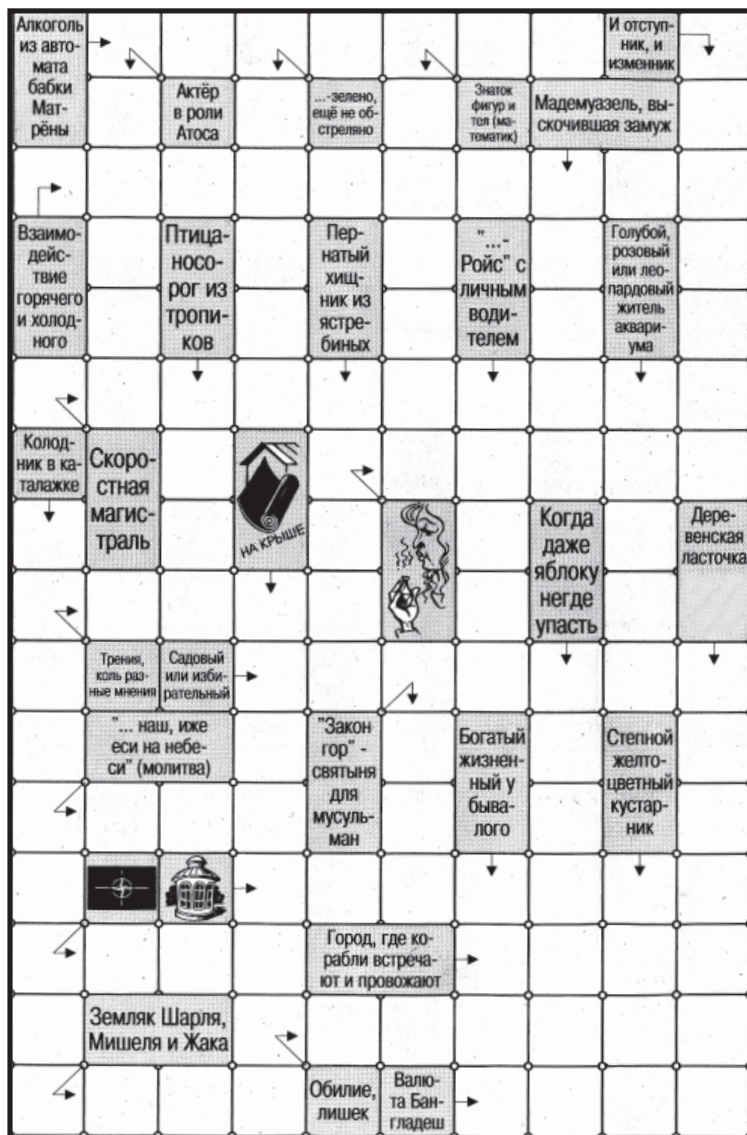 Алкоголь
из авто-
мата
бабки
Мат-
рёны
И отступ-
ник, и
изменник
Актёр
в роли
Атоса
"...-зелено,
ещё не об-
стреляно
Знаток
фигур и
тел (ма-
тематик)
Мадемуазель, вы-
скочившая замуж
Взаимо-
дейс-
твие
горячего
и холод-
ного
Птица-
носо-
рог из
тропи-
ков
Пер-
натый
хищ-
ник из
ястре-
биных
"...-
Ройс" с
личным
води-
телем
Голубой,
розовый
или лео-
пардовый
житель
аквари-
ума
Колод-
ник в ка-
талажке
Скоро-
стная
магис-
траль
НА КРЫШЕ
Когда
даже
яблоку
негде
упасть
Дере-
венская
ласточка
Трения,
коль раз-
ные мнения
Садовый
или изби-
рательный
"... наш, иже
еси на небе-
си" (молитва)
"Закон
гор" -
святыня
для
мусуль-
ман
Богатый
жизнен-
ный у
быва-
лого
Степной
желто-
цветный
кустар-
ник
Город, где ко-
рабли встреча-
ют и провожают
Земляк Шарля,
Мишеля и Жака
Обилие,
лишек
Валю-
та Бан-
гладеш